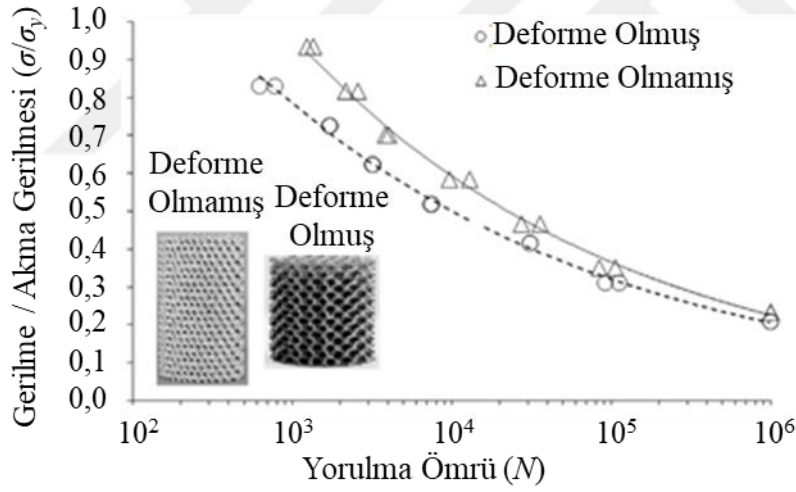 Gerilme / Akma Gerilmesi (σ/σy)
1,0
0,9
0,8
0,7
0,6
0,5
0,4
0,3
0,2
0,1
0,0
Deforme Olmuş
Deforme Olmamış
Deforme
Olmamış
Deforme
Olmuş
10²
10³
10⁴
10⁵
10⁶
Yorulma Ömrü (N)